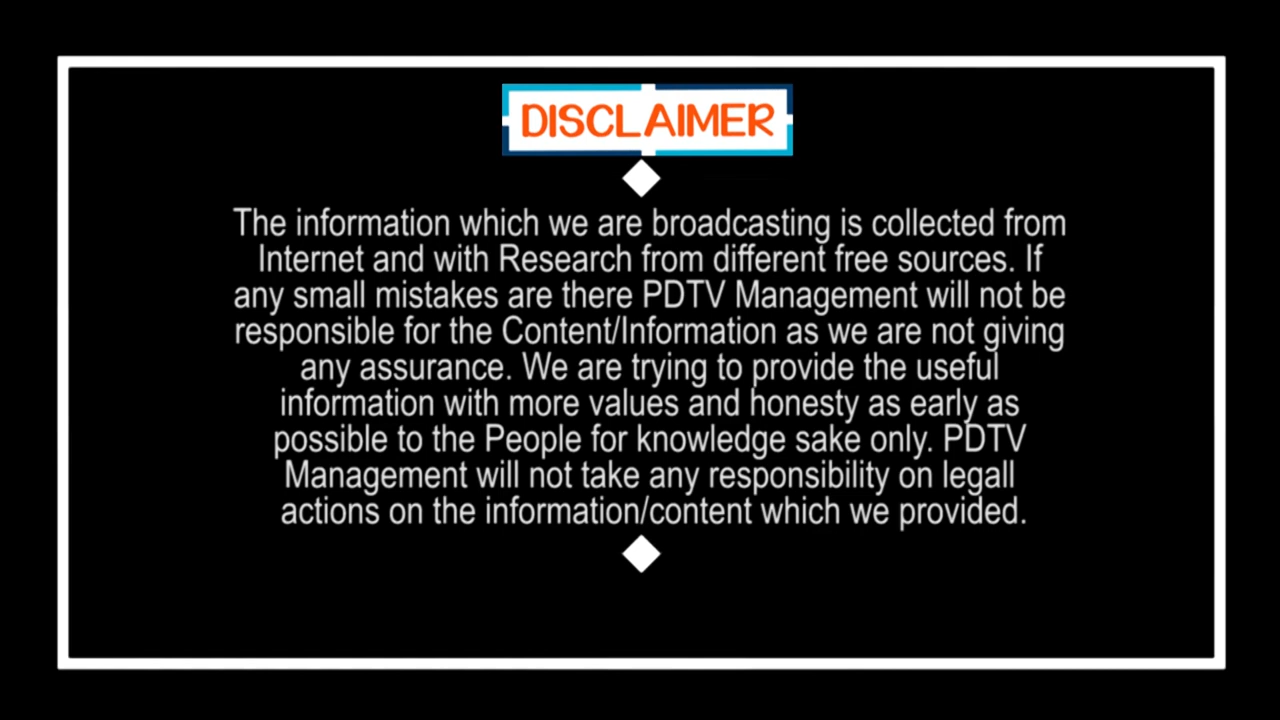 DISCLAIMER
The information which we are broadcasting is collected from
Internet and with Research from different free sources. If
any small mistakes are there PDTV Management will not be
responsible for the Content/Information as we are not giving
any assurance. We are trying to provide the useful
information with more values and honesty as early as
possible to the People for knowledge sake only. PDTV
Management will not take any responsibility on legall
actions on the information/content which we provided.